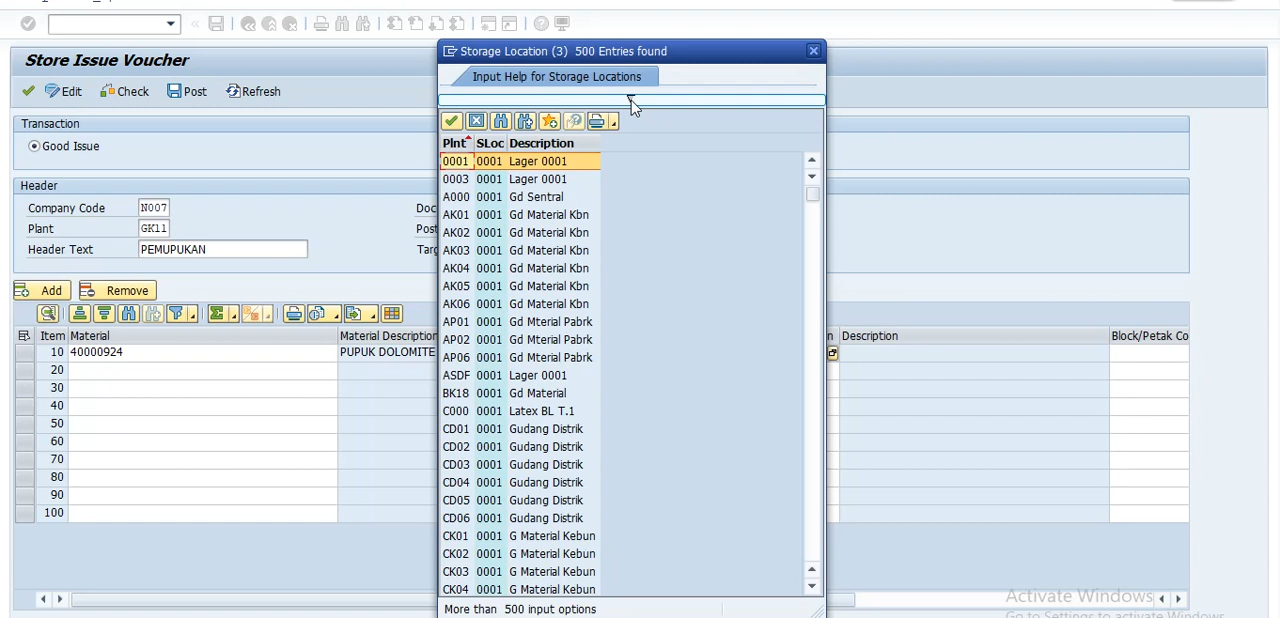 Store Issue Voucher
Edit Check Post Refresh
Transaction
Good Issue
Header
Company Code N007 Doc
Plant GK11 Post
Header Text PEMUPUKAN Targ
Add Remove
Item Material Material Description Description Block/Petak Co
10 40000924 PUPUK DOLOMITE
20
30
40
50
60
70
80
90
100
Storage Location (3) 500 Entries found
Input Help for Storage Locations
Plnt SLoc Description
0001 0001 Lager 0001
0003 0001 Lager 0001
A000 0001 Gd Sentral
AK01 0001 Gd Material Kbn
AK02 0001 Gd Material Kbn
AK03 0001 Gd Material Kbn
AK04 0001 Gd Material Kbn
AK05 0001 Gd Material Kbn
AK06 0001 Gd Material Kbn
AP01 0001 Gd Mterial Pabrk
AP02 0001 Gd Mterial Pabrk
AP06 0001 Gd Mterial Pabrk
ASDF 0001 Lager 0001
BK18 0001 Gd Material
C000 0001 Latex BL T.1
CD01 0001 Gudang Distrik
CD02 0001 Gudang Distrik
CD03 0001 Gudang Distrik
CD04 0001 Gudang Distrik
CD05 0001 Gudang Distrik
CD06 0001 Gudang Distrik
CK01 0001 G Material Kebun
CK02 0001 G Material Kebun
CK03 0001 G Material Kebun
CK04 0001 G Material Kebun
More than 500 input options
Activate Windows
Go to Settings to activate Windows.